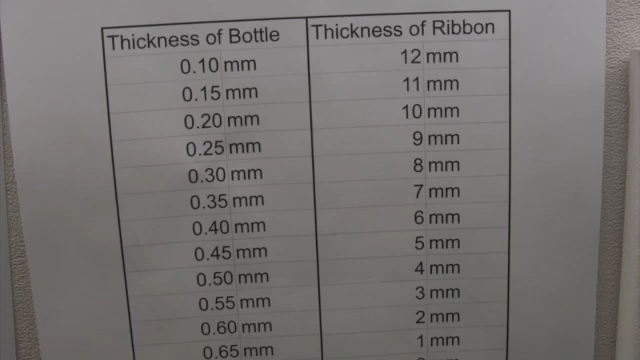 Thickness of Bottle Thickness of Ribbon
0.10 mm 12 mm
0.15 mm 11 mm
0.20 mm 10 mm
0.25 mm 9 mm
0.30 mm 8 mm
0.35 mm 7 mm
0.40 mm 6 mm
0.45 mm 5 mm
0.50 mm 4 mm
0.55 mm 3 mm
0.60 mm 2 mm
0.65 mm 1 mm